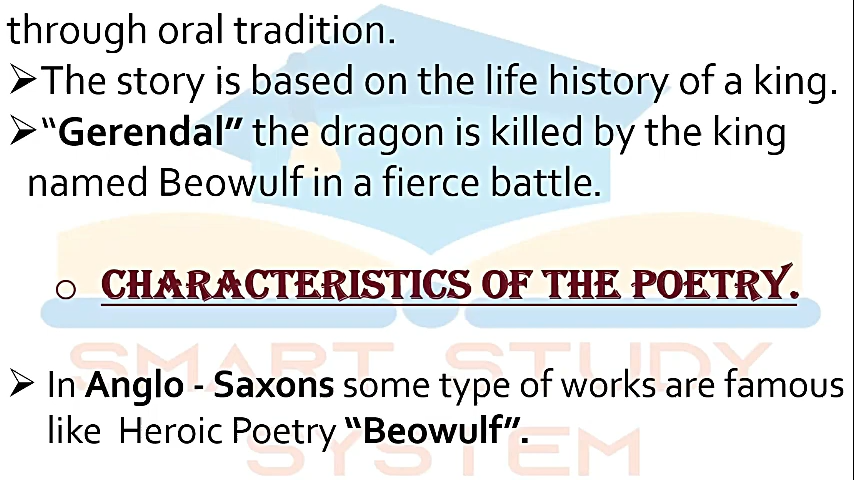 through oral tradition.
➤The story is based on the life history of a king.
➤“Gerendal” the dragon is killed by the king
named Beowulf in a fierce battle.
o CHARACTERISTICS OF THE POETRY.
➤ In Anglo - Saxons some type of works are famous
like Heroic Poetry “Beowulf”.
SMART STUDY
SYSTEM